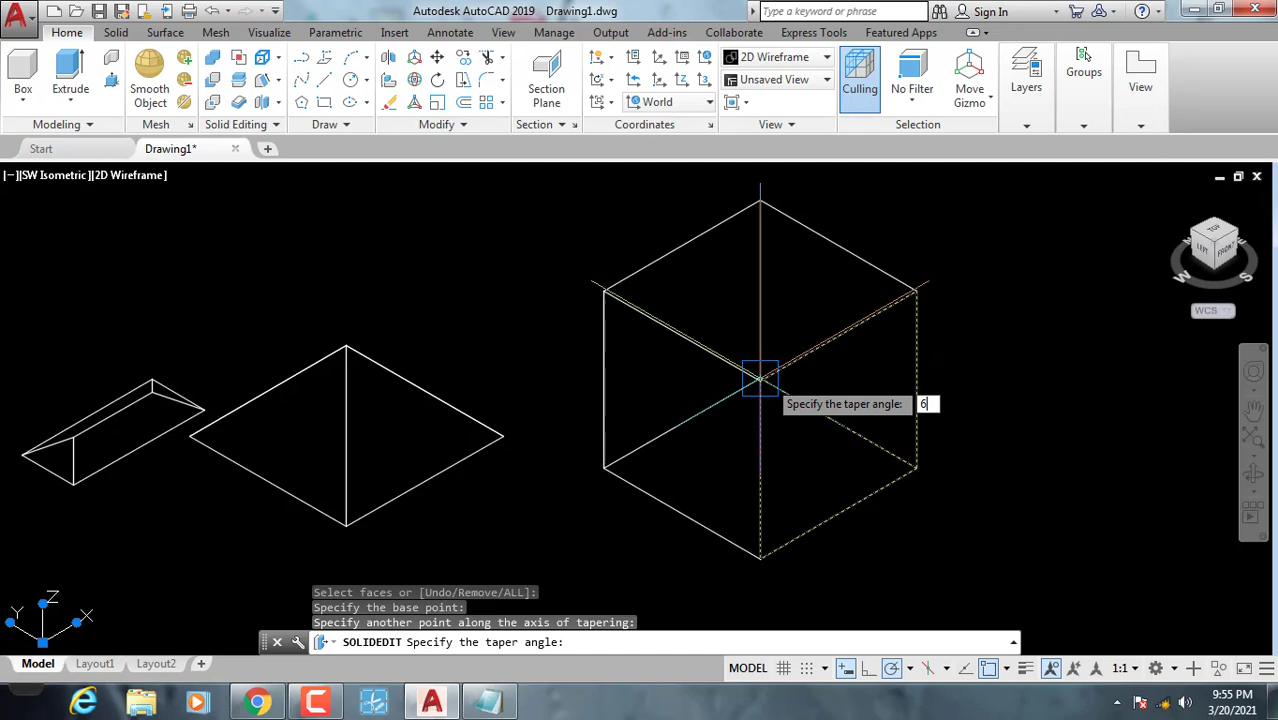 Autodesk AutoCAD 2019 Drawing1.dwg
Type a keyword or phrase
Sign In
Home Solid Surface Mesh Visualize Parametric Insert Annotate View Manage Output Add-ins Collaborate Express Tools Featured Apps
Box
Extrude
Smooth
Object
Section
Plane
2D Wireframe
Unsaved View
World
Culling
No Filter
Move
Gizmo
Layers
Groups
View
Modeling Mesh Solid Editing Draw Modify Section Coordinates View Selection
Start Drawing1*
[−][SW Isometric][2D Wireframe]
TOP
LEFT
FRONT
W
S
WCS
Specify the taper angle: 6
Z
Y
X
Select faces or [Undo/Remove/ALL]:
Specify the base point:
Specify another point along the axis of tapering:
SOLIDEDIT Specify the taper angle:
Model Layout1 Layout2
MODEL
1:1
9:55 PM
3/20/2021